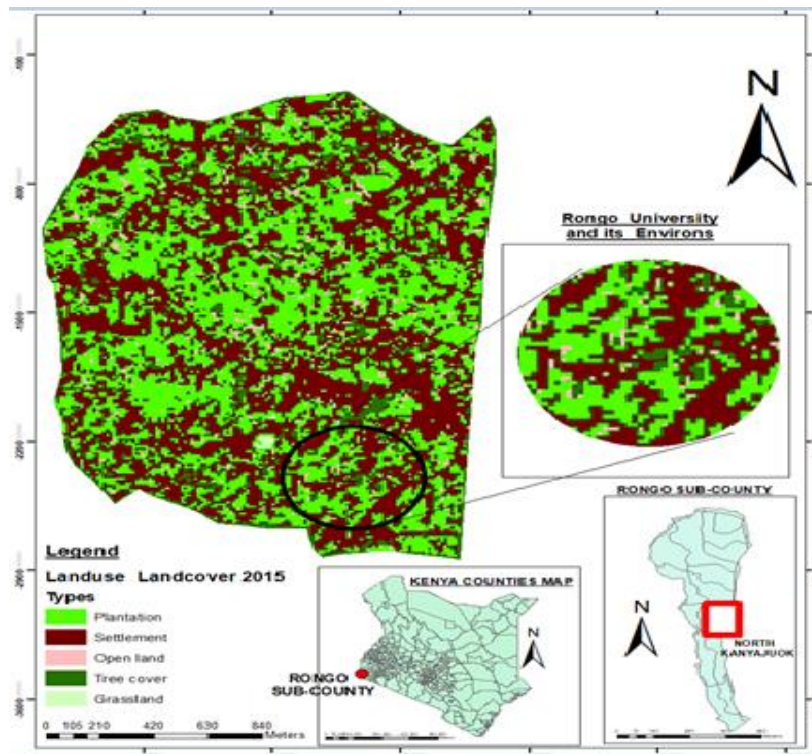 N
Rongo University
and its Environs
Legend
Landuse Landcover 2015
Types
Plantation
Settlement
Open land
Tree cover
Grassland
0 105 210 420 630 840
Meters
KENYA COUNTIES MAP
N
RONGO
SUB-COUNTY
RONGO SUB-COUNTY
N
NORTH